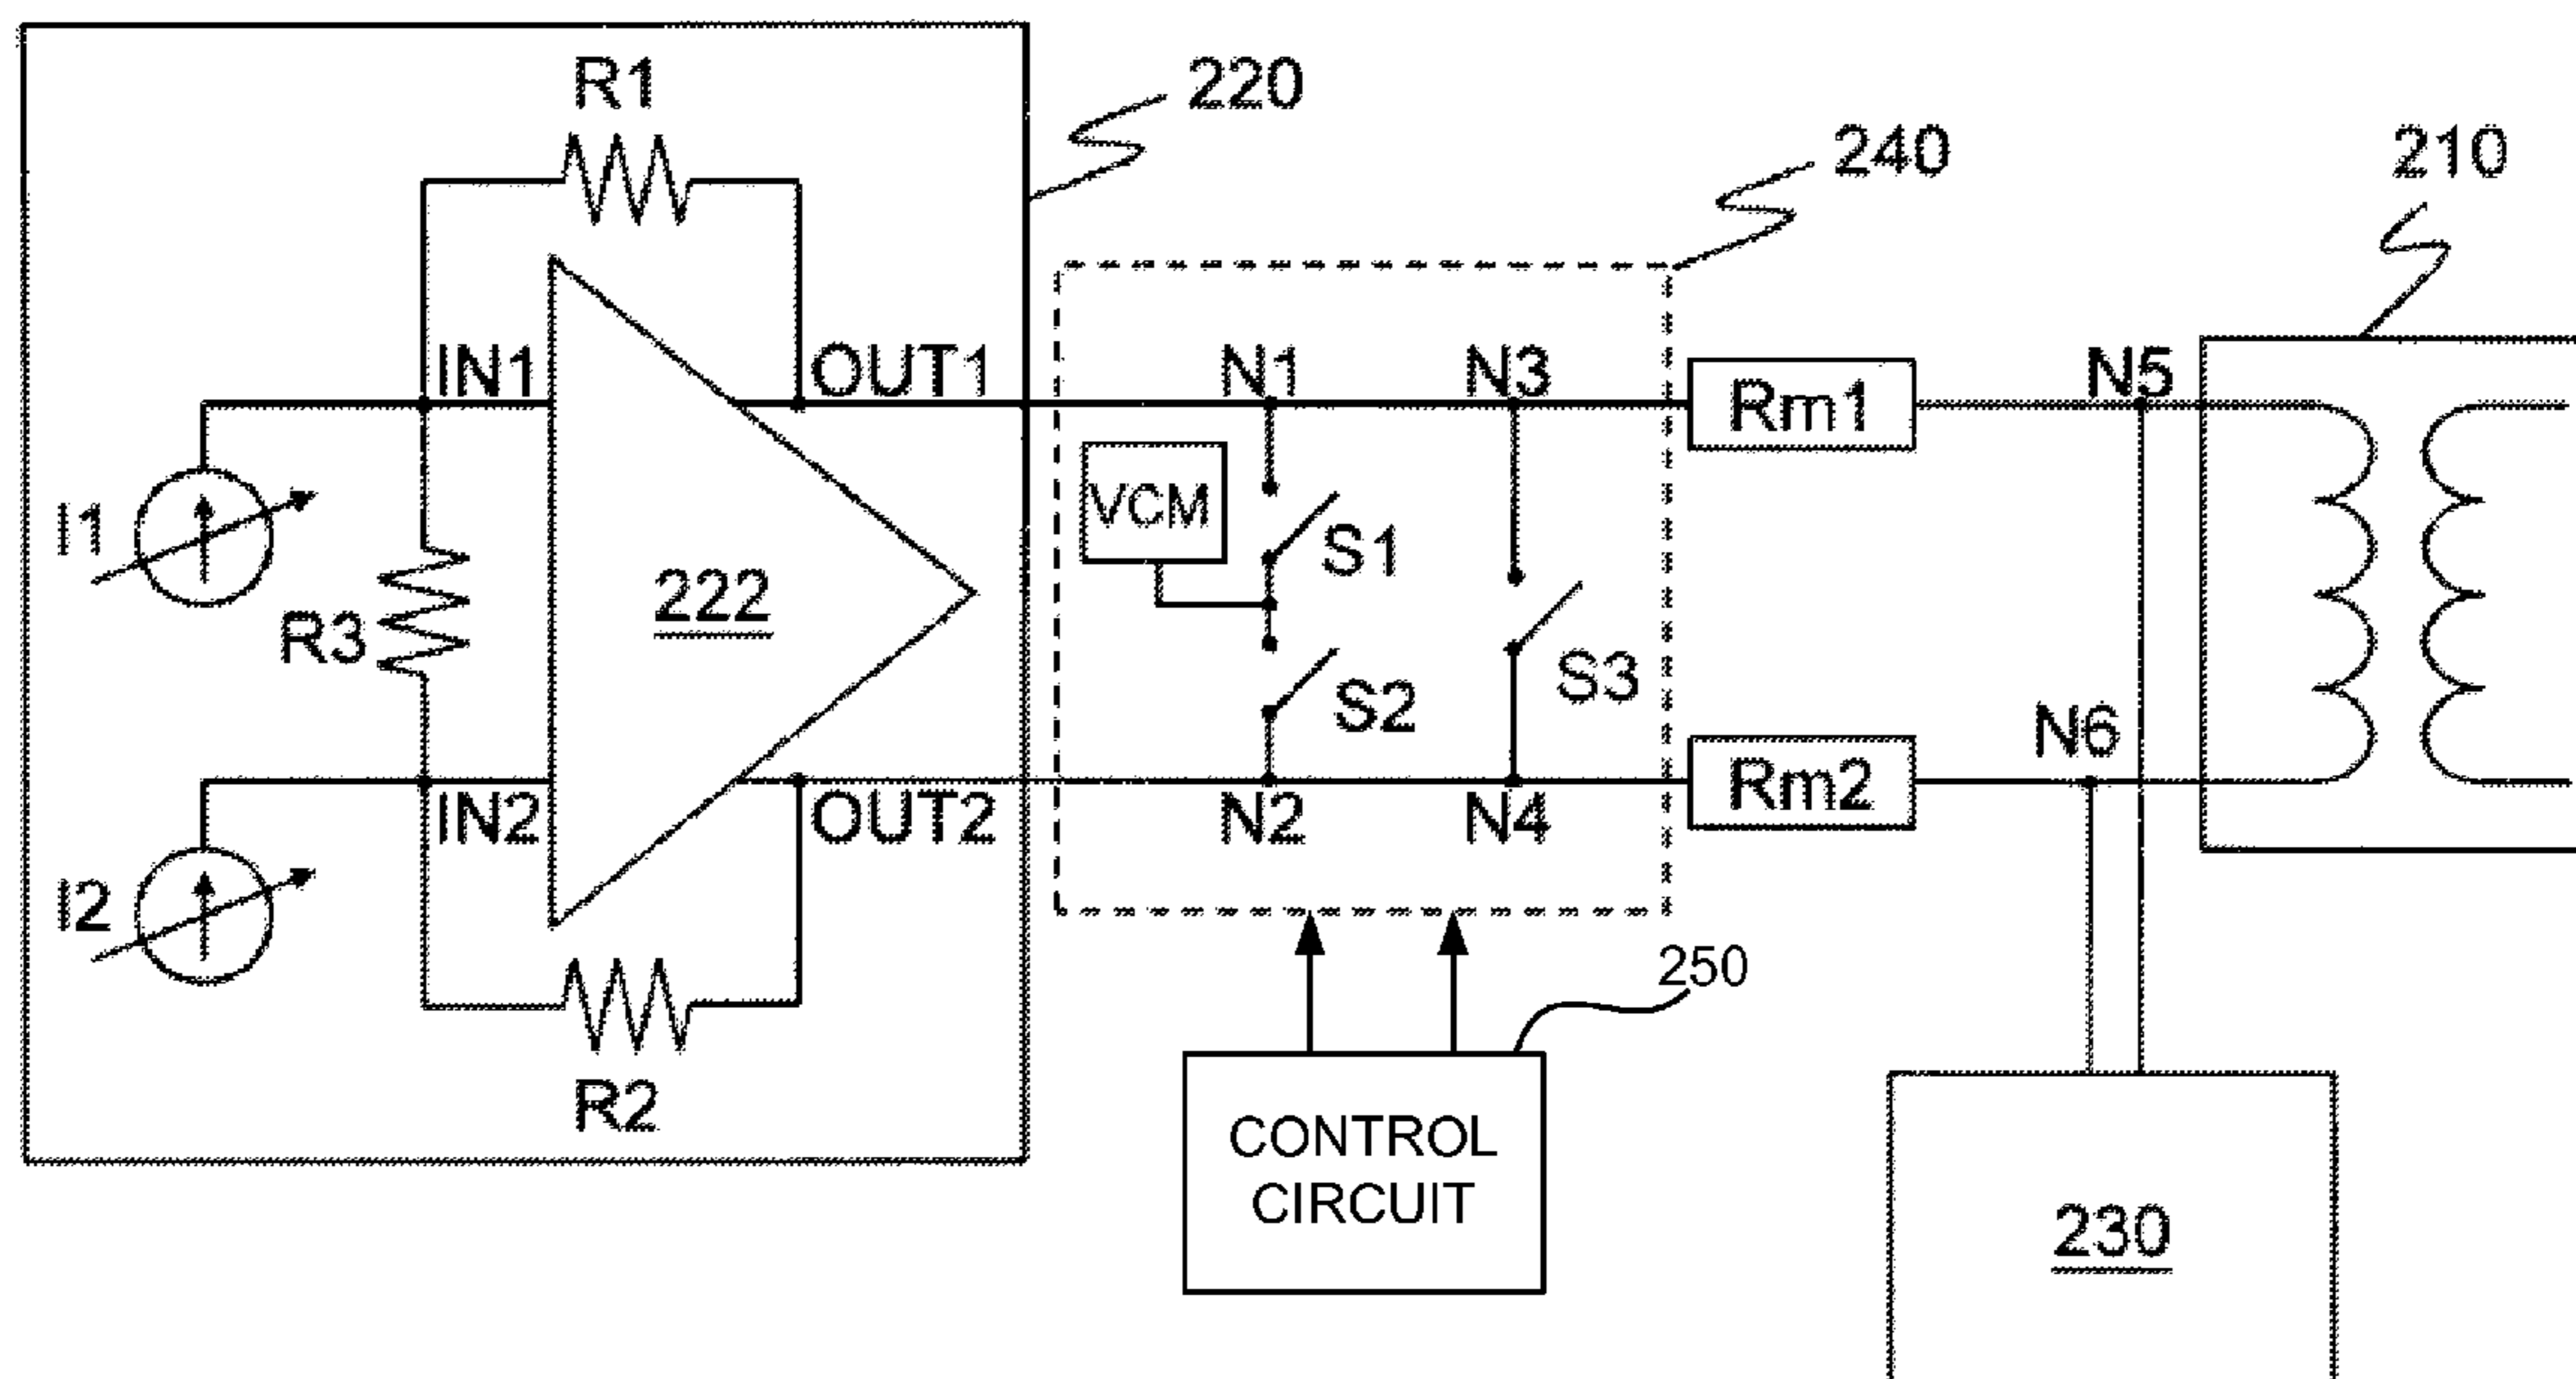 R1
220
240
210
IN1
OUT1
N1
N3
Rm1
N5
VCM
I1
S1
222
R3
S3
S2
N6
Rm2
IN2
OUT2
N2
N4
I2
250
R2
CONTROL
CIRCUIT
230